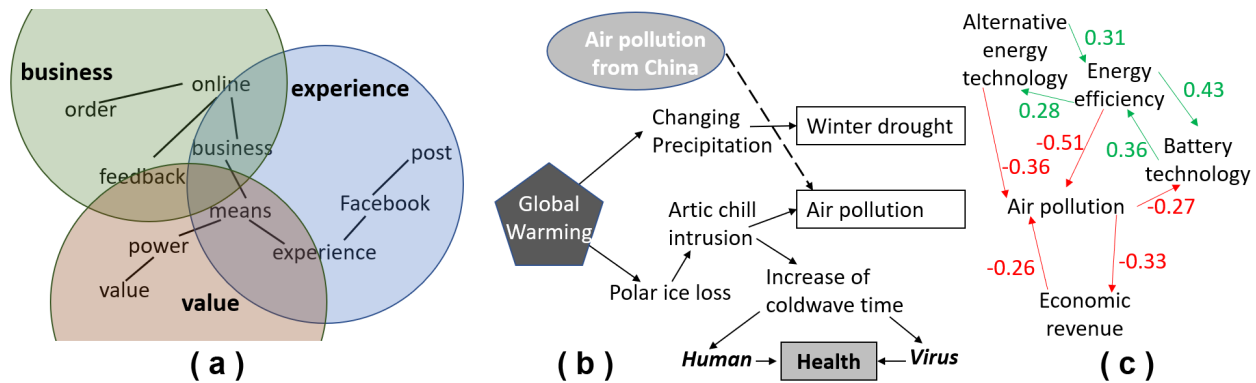 business
online
order
experience
business
post
feedback
means
Facebook
power
experience
value
value
( a )
Air pollution
from China
Changing
Precipitation
Winter drought
Global
Warming
Artic chill
intrusion
Air pollution
Polar ice loss
Increase of
coldwave time
Human
Health
Virus
( b )
Alternative
energy
technology
0.31
Energy
efficiency
0.43
0.28
-0.51
0.36
Battery
technology
-0.36
Air pollution
-0.27
-0.26
-0.33
Economic
revenue
( c )